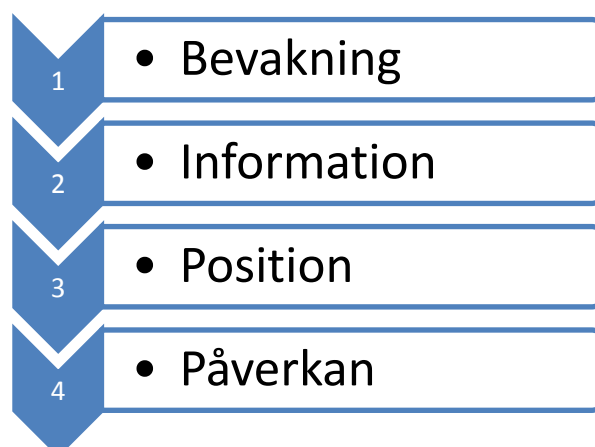 1 • Bevakning
2 • Information
3 • Position
4 • Påverkan